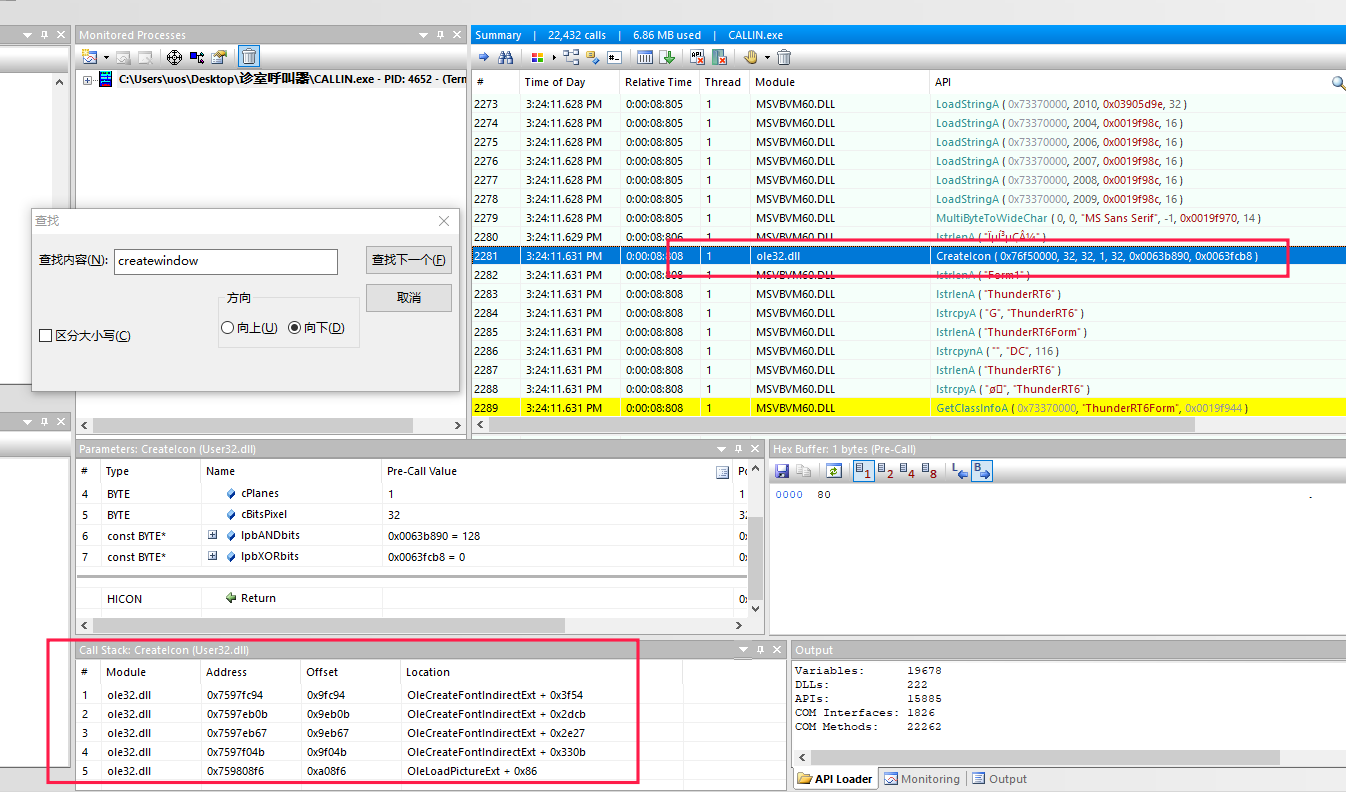 Monitored Processes
C:\Users\uos\Desktop\诊室呼叫器\CALLIN.exe - PID: 4652 - (Tern
Summary | 22,432 calls | 6.86 MB used | CALLIN.exe
# Time of Day Relative Time Thread Module API
2273 3:24:11.628 PM 0:00:08:805 1 MSVBVM60.DLL LoadStringA ( 0x73370000, 2010, 0x03905d9e, 32 )
2274 3:24:11.628 PM 0:00:08:805 1 MSVBVM60.DLL LoadStringA ( 0x73370000, 2004, 0x0019f98c, 16 )
2275 3:24:11.628 PM 0:00:08:805 1 MSVBVM60.DLL LoadStringA ( 0x73370000, 2006, 0x0019f98c, 16 )
2276 3:24:11.628 PM 0:00:08:805 1 MSVBVM60.DLL LoadStringA ( 0x73370000, 2007, 0x0019f98c, 16 )
2277 3:24:11.628 PM 0:00:08:805 1 MSVBVM60.DLL LoadStringA ( 0x73370000, 2008, 0x0019f98c, 16 )
2278 3:24:11.628 PM 0:00:08:805 1 MSVBVM60.DLL LoadStringA ( 0x73370000, 2009, 0x0019f98c, 16 )
2279 3:24:11.628 PM 0:00:08:805 1 MSVBVM60.DLL MultiByteToWideChar ( 0, 0, "MS Sans Serif", -1, 0x0019f970, 14 )
2280 3:24:11.629 PM 0:00:08:806 1 MSVBVM60.DLL lstrlenA ( "ÏµÍ³µÇÂ¼" )
2281 3:24:11.631 PM 0:00:08:808 1 ole32.dll CreateIcon ( 0x76f50000, 32, 32, 1, 32, 0x0063b890, 0x0063fcb8 )
2282 3:24:11.631 PM 0:00:08:808 1 MSVBVM60.DLL lstrlenA ( "Form1" )
2283 3:24:11.631 PM 0:00:08:808 1 MSVBVM60.DLL lstrlenA ( "ThunderRT6" )
2284 3:24:11.631 PM 0:00:08:808 1 MSVBVM60.DLL lstrcpyA ( "G", "ThunderRT6" )
2285 3:24:11.631 PM 0:00:08:808 1 MSVBVM60.DLL lstrlenA ( "ThunderRT6Form" )
2286 3:24:11.631 PM 0:00:08:808 1 MSVBVM60.DLL lstrcpynA ( "", "DC", 116 )
2287 3:24:11.631 PM 0:00:08:808 1 MSVBVM60.DLL lstrlenA ( "ThunderRT6" )
2288 3:24:11.631 PM 0:00:08:808 1 MSVBVM60.DLL lstrcpyA ( "ø", "ThunderRT6" )
2289 3:24:11.631 PM 0:00:08:808 1 MSVBVM60.DLL GetClassInfoA ( 0x73370000, "ThunderRT6Form", 0x0019f944 )
查找
查找内容(N): createwindow 查找下一个(F)
方向 取消
区分大小写(C) 向上(U) 向下(D)
Parameters: CreateIcon (User32.dll)
# Type Name Pre-Call Value Po
4 BYTE cPlanes 1 1
5 BYTE cBitsPixel 32 32
6 const BYTE* lpbANDbits 0x0063b890 = 128 0x
7 const BYTE* lpbXORbits 0x0063fcb8 = 0 0x
HICON Return 0x
Hex Buffer: 1 bytes (Pre-Call)
1 2 4 8 L B
0000 80 .
Call Stack: CreateIcon (User32.dll)
# Module Address Offset Location
1 ole32.dll 0x7597fc94 0x9fc94 OleCreateFontIndirectExt + 0x3f54
2 ole32.dll 0x7597eb0b 0x9eb0b OleCreateFontIndirectExt + 0x2dcb
3 ole32.dll 0x7597eb67 0x9eb67 OleCreateFontIndirectExt + 0x2e27
4 ole32.dll 0x7597f04b 0x9f04b OleCreateFontIndirectExt + 0x330b
5 ole32.dll 0x759808f6 0xa08f6 OleLoadPictureExt + 0x86
Output
Variables: 19678
DLLs: 222
APIs: 15885
COM Interfaces: 1826
COM Methods: 22262
API Loader Monitoring Output